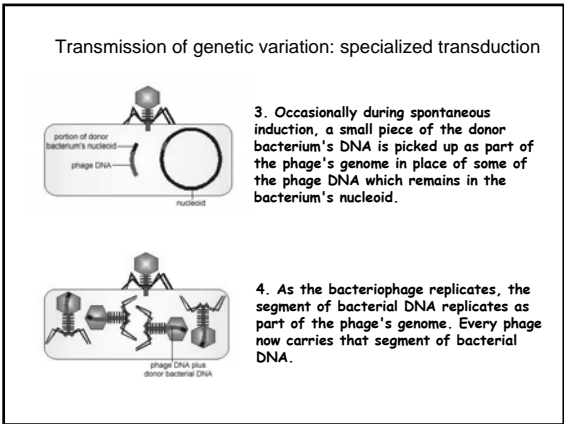 Transmission of genetic variation: specialized transduction
portion of donor
bacterium's nucleoid
phage DNA
nucleoid
3. Occasionally during spontaneous
induction, a small piece of the donor
bacterium's DNA is picked up as part of
the phage's genome in place of some of
the phage DNA which remains in the
bacterium's nucleoid.
phage DNA plus
donor bacterial DNA
4. As the bacteriophage replicates, the
segment of bacterial DNA replicates as
part of the phage's genome. Every phage
now carries that segment of bacterial
DNA.